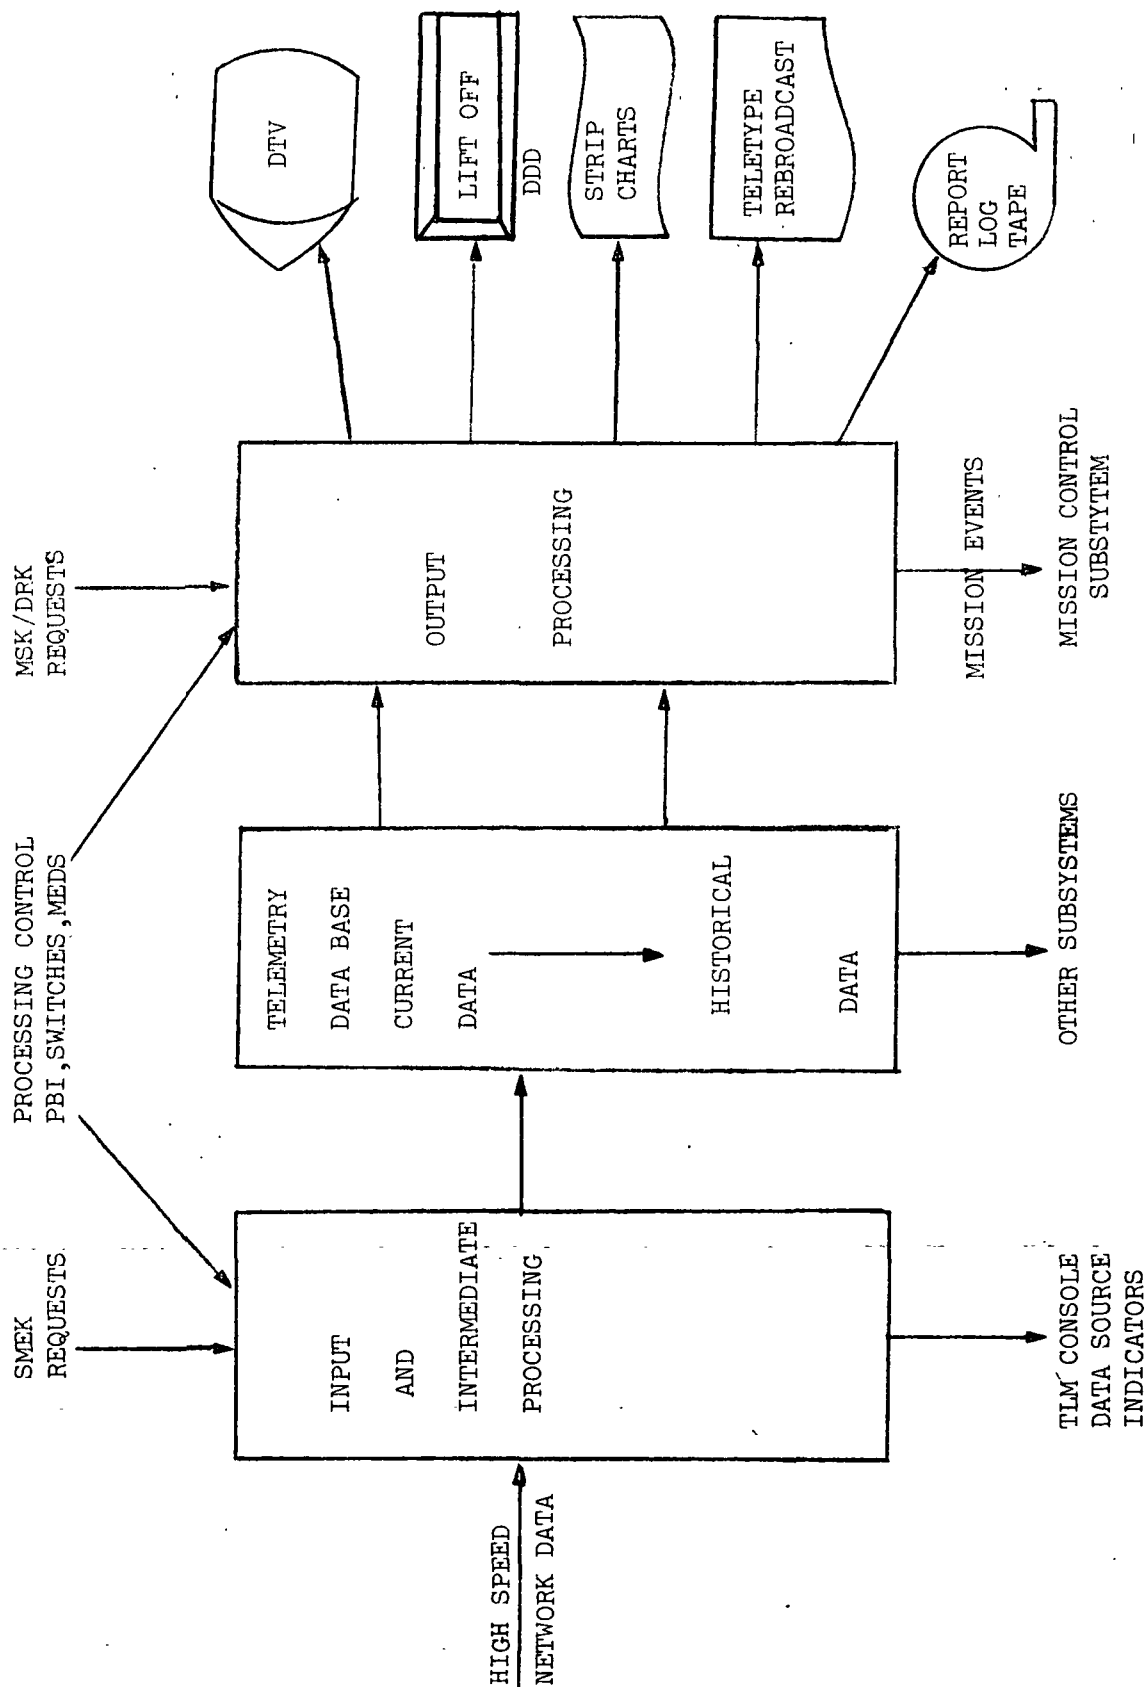 SMEK
REQUESTS
PROCESSING CONTROL
PBI,SWITCHES,MEDS
MSK/DRK
REQUESTS
HIGH SPEED
NETWORK DATA
INPUT
AND
INTERMEDIATE
PROCESSING
TELEMETRY
DATA BASE
CURRENT
DATA
HISTORICAL
DATA
OUTPUT
PROCESSING
DTV
LIFT OFF
DDD
STRIP
CHARTS
TELETYPE
REBROADCAST
REPORT
LOG
TAPE
TLM CONSOLE
DATA SOURCE
INDICATORS
OTHER SUBSYSTEMS
MISSION EVENTS
MISSION CONTROL
SUBSTYTEM